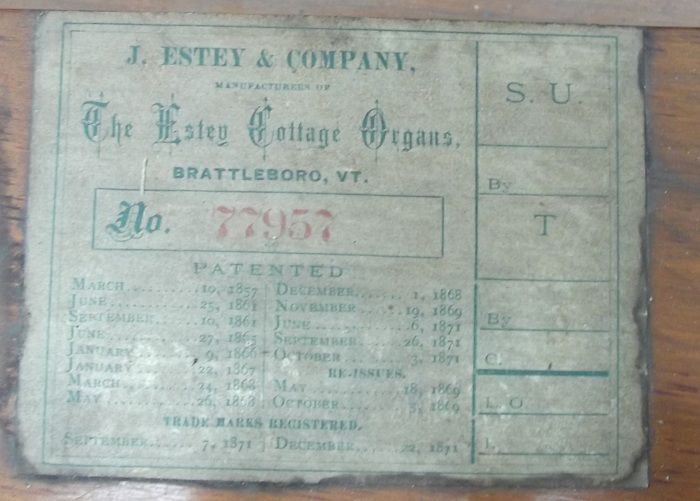 J. ESTEY & COMPANY,
MANUFACTURERS OF
The Estey Cottage Organs,
BRATTLEBORO, VT.
No. 77957
PATENTED
MARCH......... 19, 1857
JUNE............ 25, 1861
SEPTEMBER.... 10, 1861
JUNE........... 27, 1865
JANUARY....... 9, 1866
JANUARY...... 22, 1867
MARCH......... 24, 1868
MAY............ 26, 1868
DECEMBER....... 1, 1868
NOVEMBER..... 19, 1869
JUNE............. 6, 1871
SEPTEMBER..... 26, 1871
OCTOBER........ 3, 1871
RE-ISSUES.
MAY............. 18, 1869
OCTOBER........ 5, 1869
TRADE MARKS REGISTERED.
SEPTEMBER...... 7, 1871
DECEMBER...... 22, 1871
S. U.
By
T
By
C.
L. O.